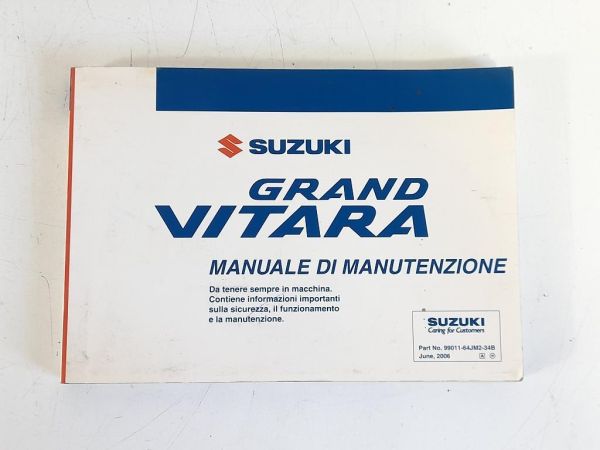 SUZUKI
GRAND
VITARA
MANUALE DI MANUTENZIONE
Da tenere sempre in macchina.
Contiene informazioni importanti
sulla sicurezza, il funzionamento
e la manutenzione.
SUZUKI
Caring for Customers
Part No. 99011-64JM2-34B
June, 2006 A